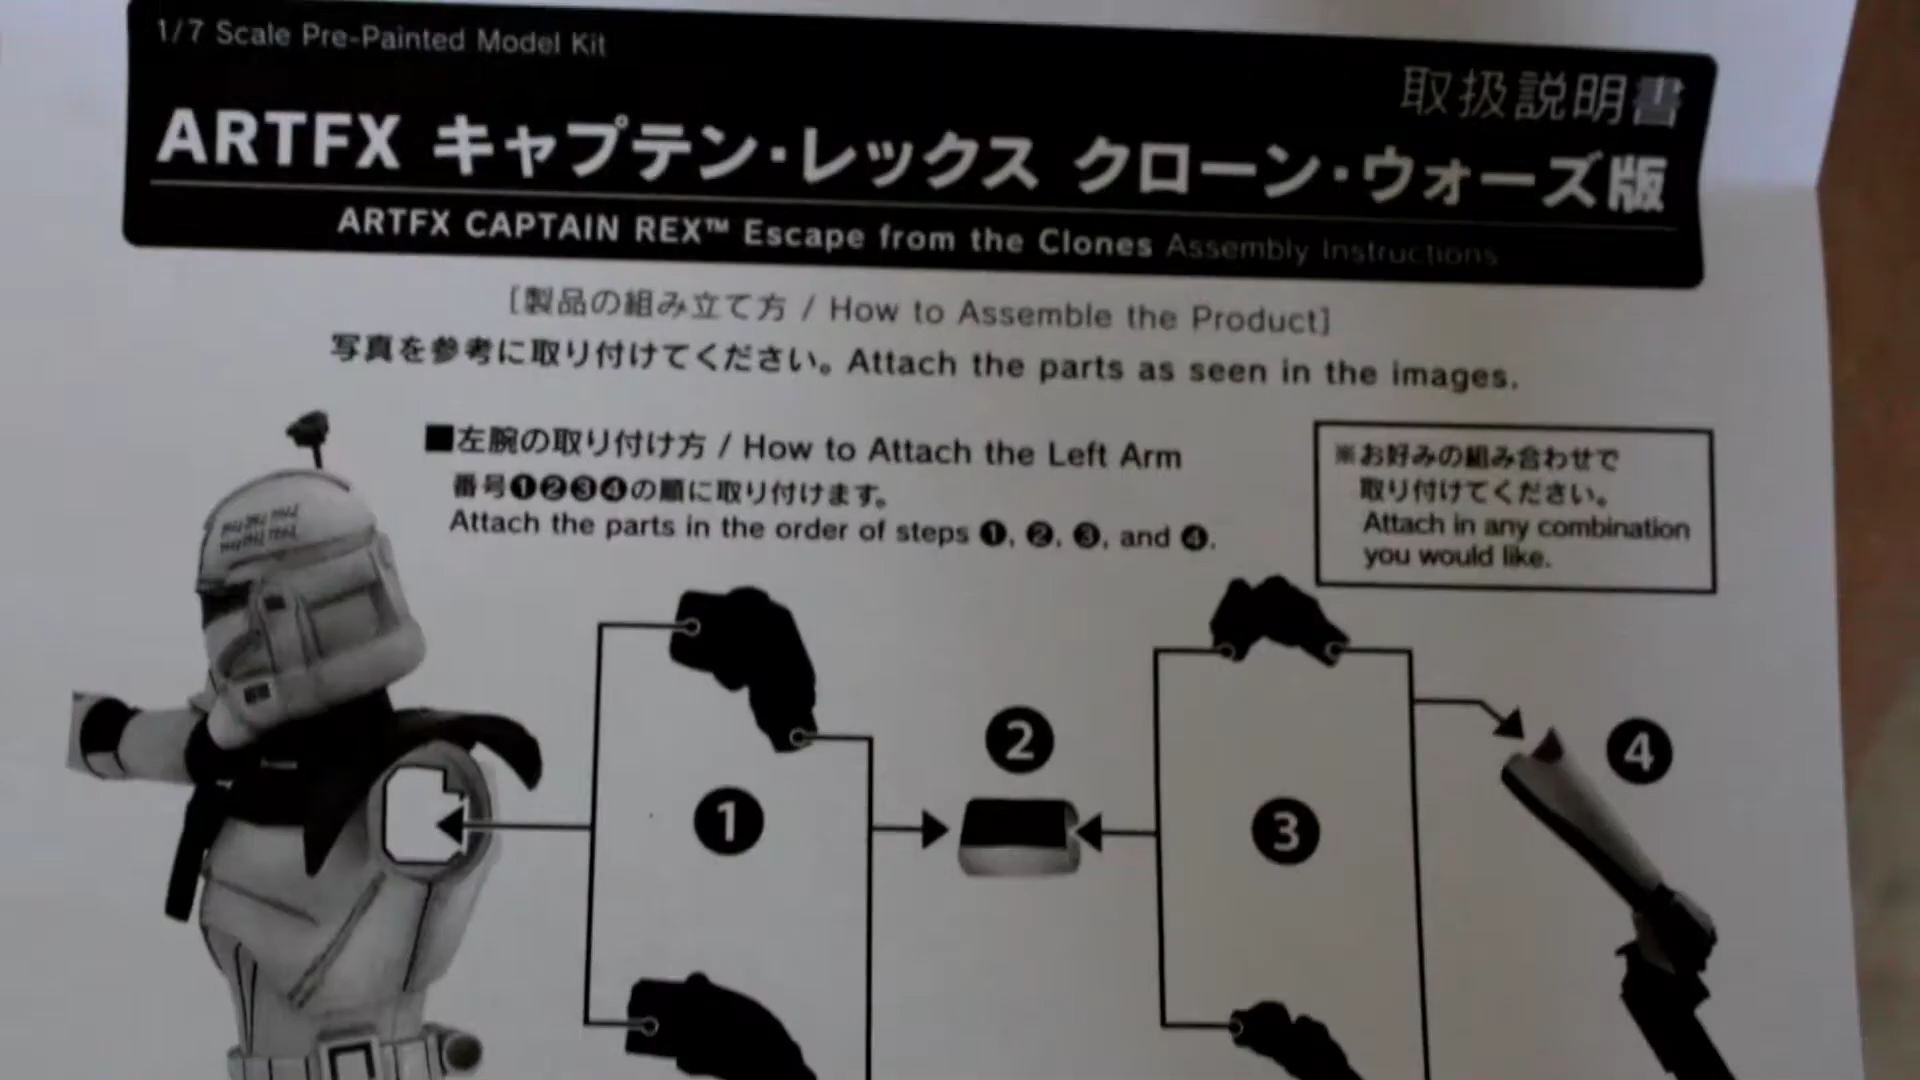 1/7 Scale Pre-Painted Model Kit
取扱説明書
ARTFX キャプテン・レックス クローン・ウォーズ版
ARTFX CAPTAIN REX™ Escape from the Clones Assembly Instructions
[製品の組み立て方 / How to Assemble the Product]
写真を参考に取り付けてください。Attach the parts as seen in the images.
■左腕の取り付け方 / How to Attach the Left Arm
番号❶❷❸❹の順に取り付けます。
Attach the parts in the order of steps ❶, ❷, ❸, and ❹.
※お好みの組み合わせで
取り付けてください。
Attach in any combination
you would like.
❷
❹
❶
❸